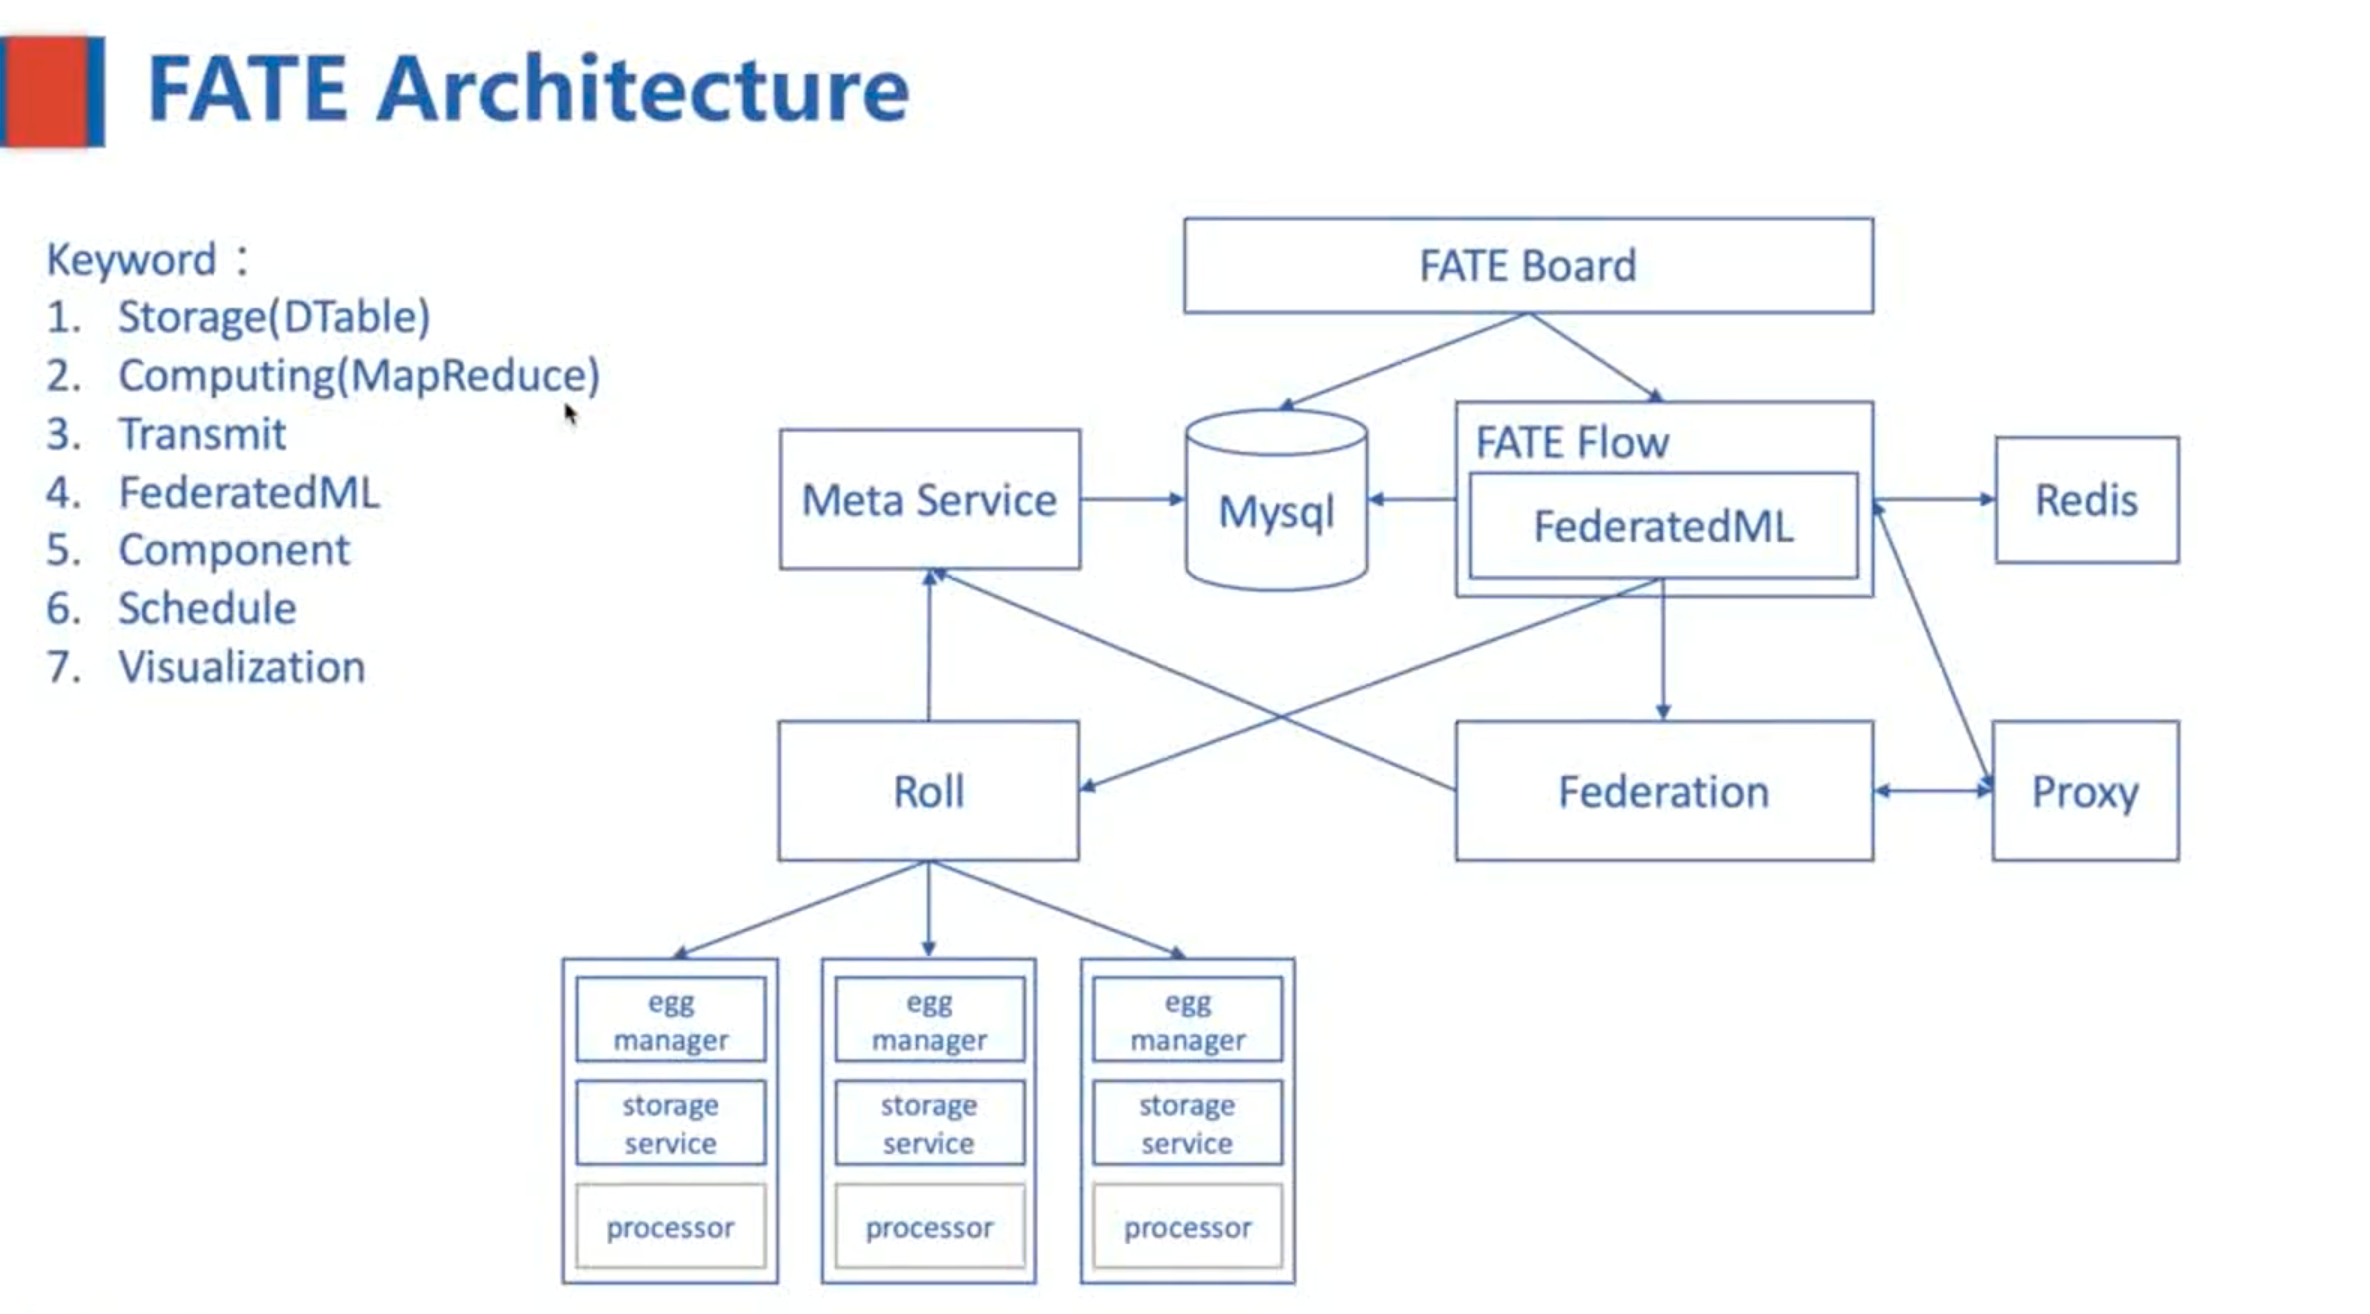 FATE Architecture
Keyword：
1. Storage(DTable)
2. Computing(MapReduce)
3. Transmit
4. FederatedML
5. Component
6. Schedule
7. Visualization
FATE Board
Meta Service
Mysql
FATE Flow
FederatedML
Redis
Roll
Federation
Proxy
egg
manager
storage
service
processor
egg
manager
storage
service
processor
egg
manager
storage
service
processor